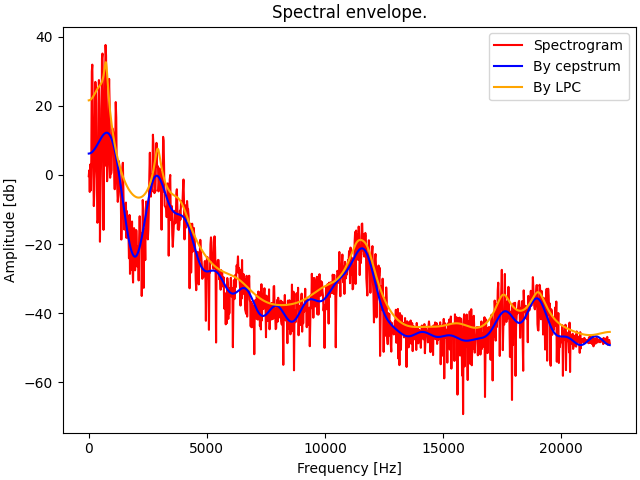 Spectral envelope.
40
20
0
−20
−40
−60
Amplitude [db]
Spectrogram
By cepstrum
By LPC
0
5000
10000
15000
20000
Frequency [Hz]